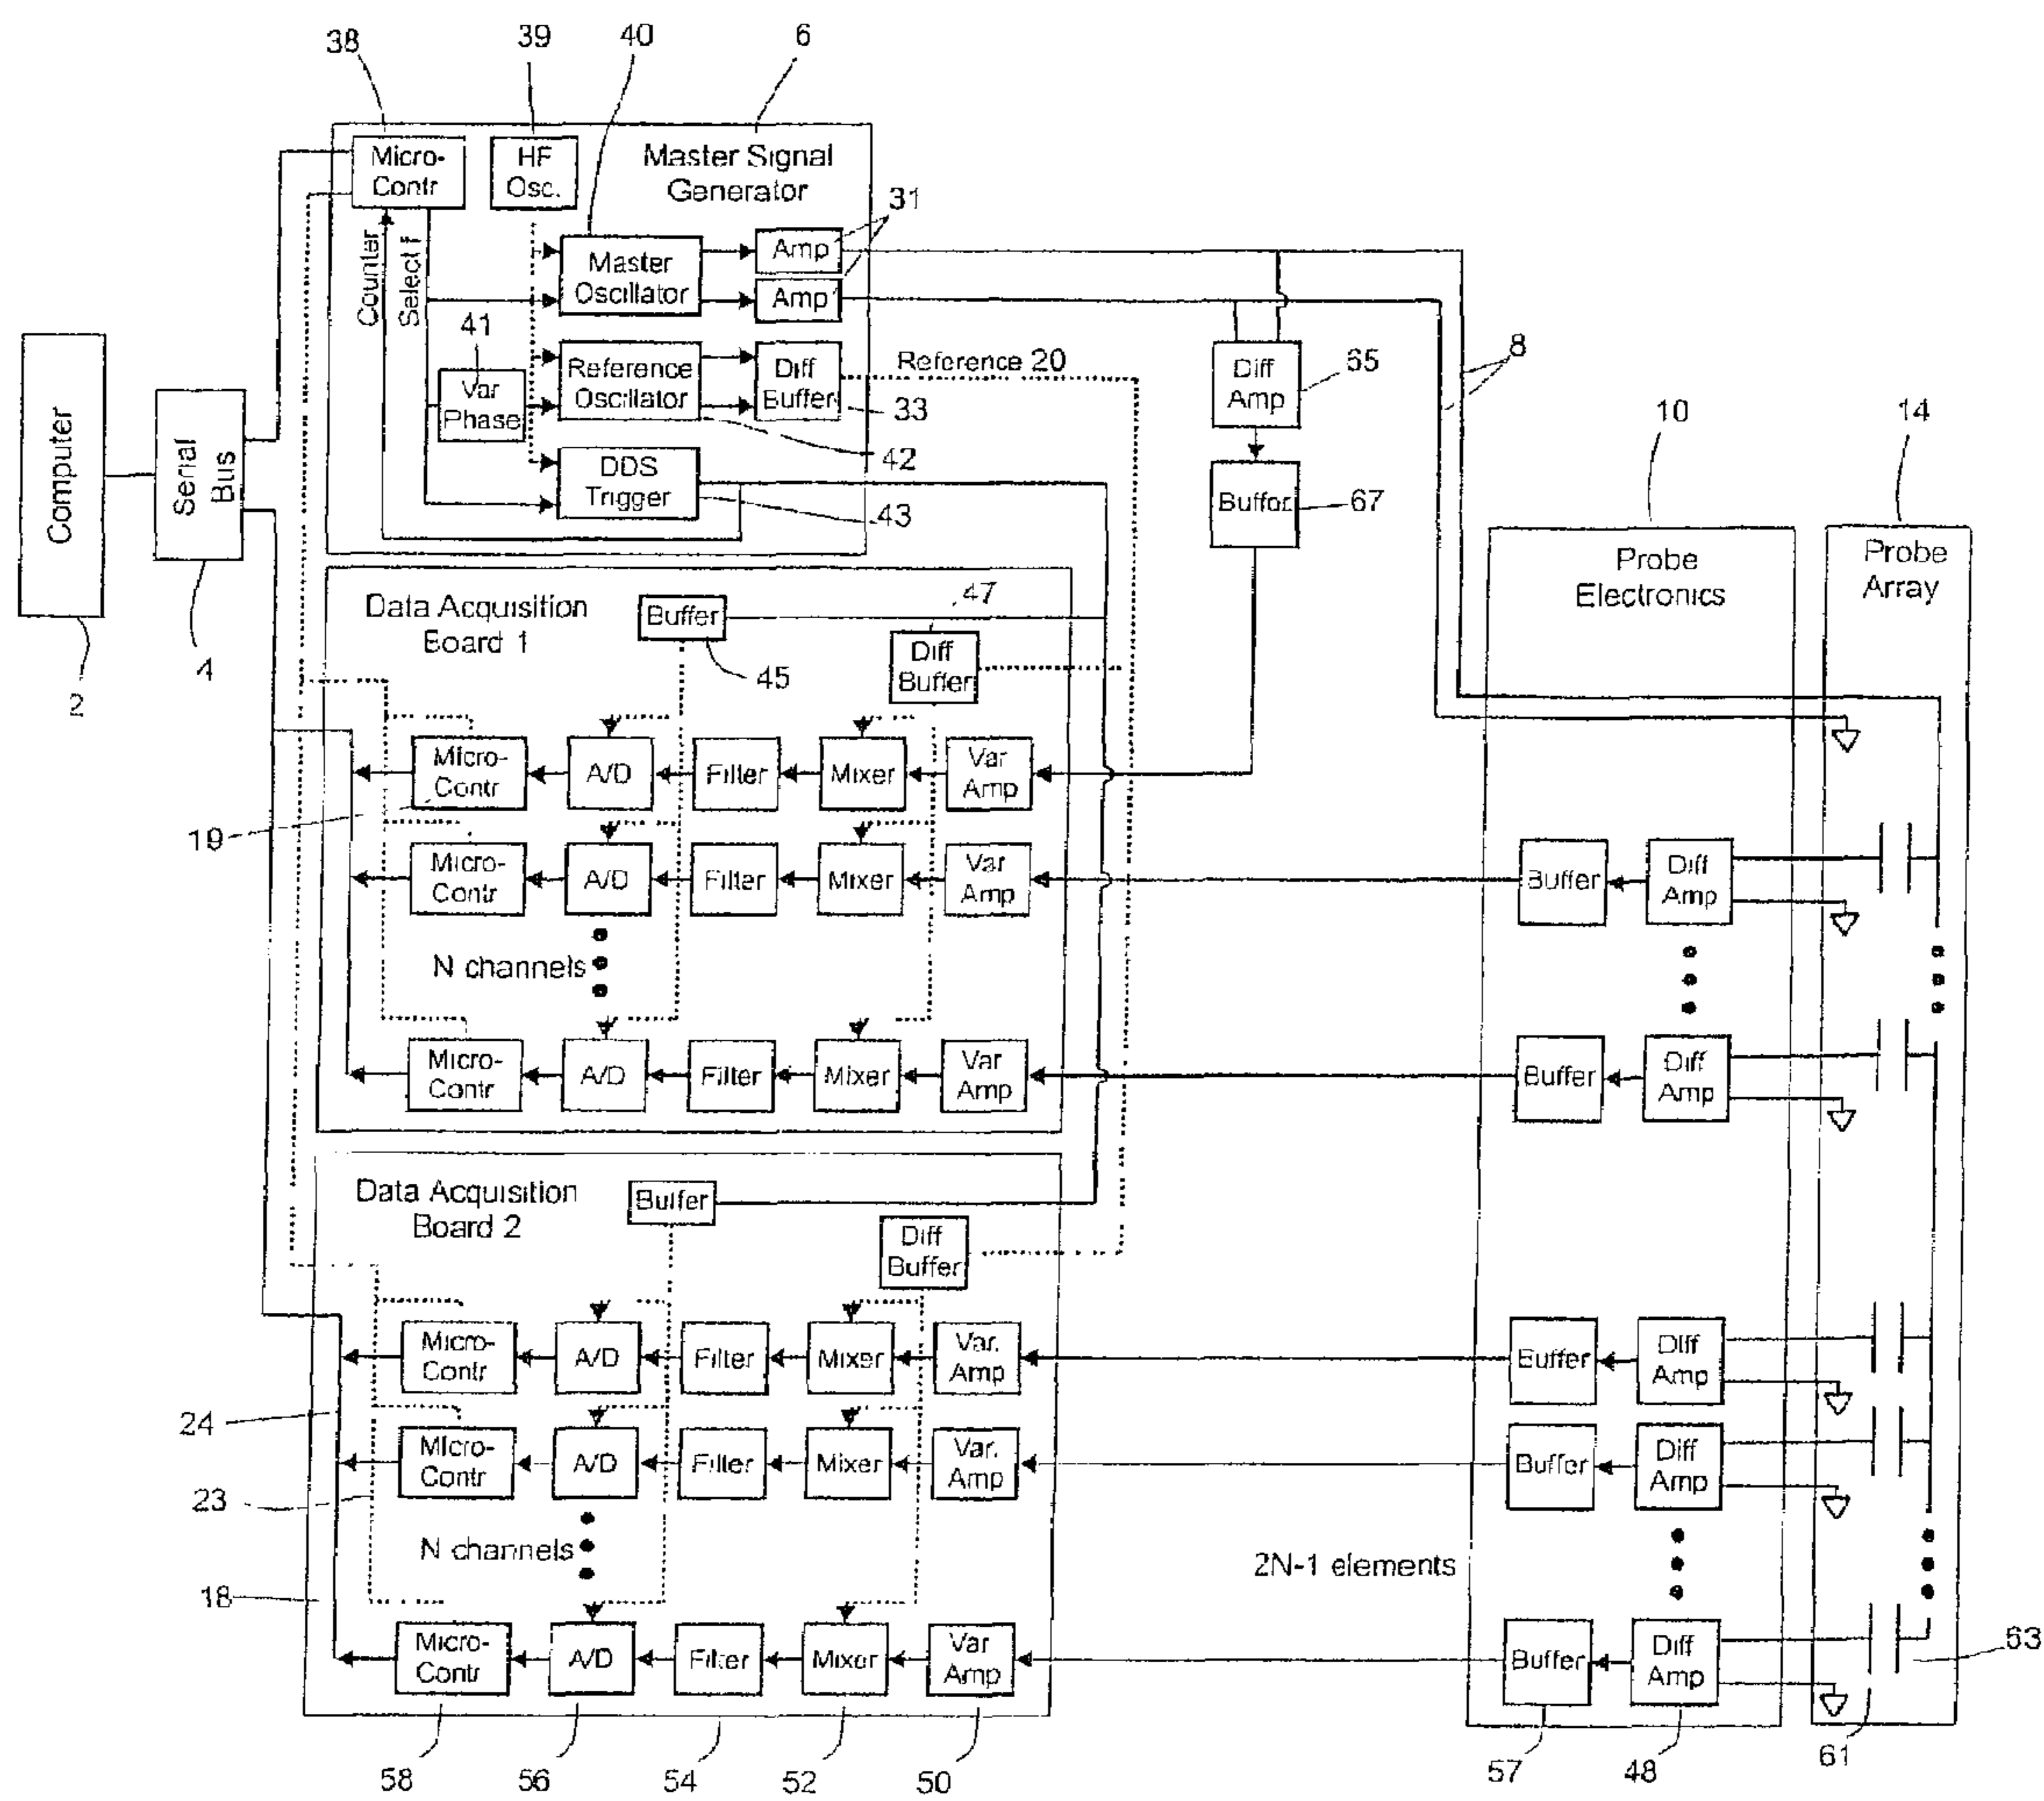 38
39
40
6
Micro-
Contr
HF
Osc.
Master Signal
Generator
31
Counter
Select f
Master
Oscillator
Amp
Amp
41
Var
Phase
Reference
Oscillator
Diff
Buffer
Reference 20
33
42
DDS
Trigger
43
Diff
Amp
65
Buffer
67
8
10
14
Computer
2
Serial
Bus
4
Probe
Electronics
Probe
Array
Data Acquisition
Board 1
Buffer
45
47
Diff
Buffer
19
Micro-
Contr
A/D
Filter
Mixer
Var
Amp
Micro-
Contr
A/D
Filter
Mixer
Var
Amp
Buffer
Diff
Amp
N channels
Micro-
Contr
A/D
Filter
Mixer
Var
Amp
Buffer
Diff
Amp
Data Acquisition
Board 2
Buffer
Diff
Buffer
Micro-
Contr
A/D
Filter
Mixer
Var.
Amp
Buffer
Diff
Amp
24
Micro-
Contr
A/D
Filter
Mixer
Var.
Amp
Buffer
Diff
Amp
23
N channels
2N-1 elements
18
Micro-
Contr
A/D
Filter
Mixer
Var
Amp
Buffer
Diff
Amp
63
58
56
54
52
50
57
48
61